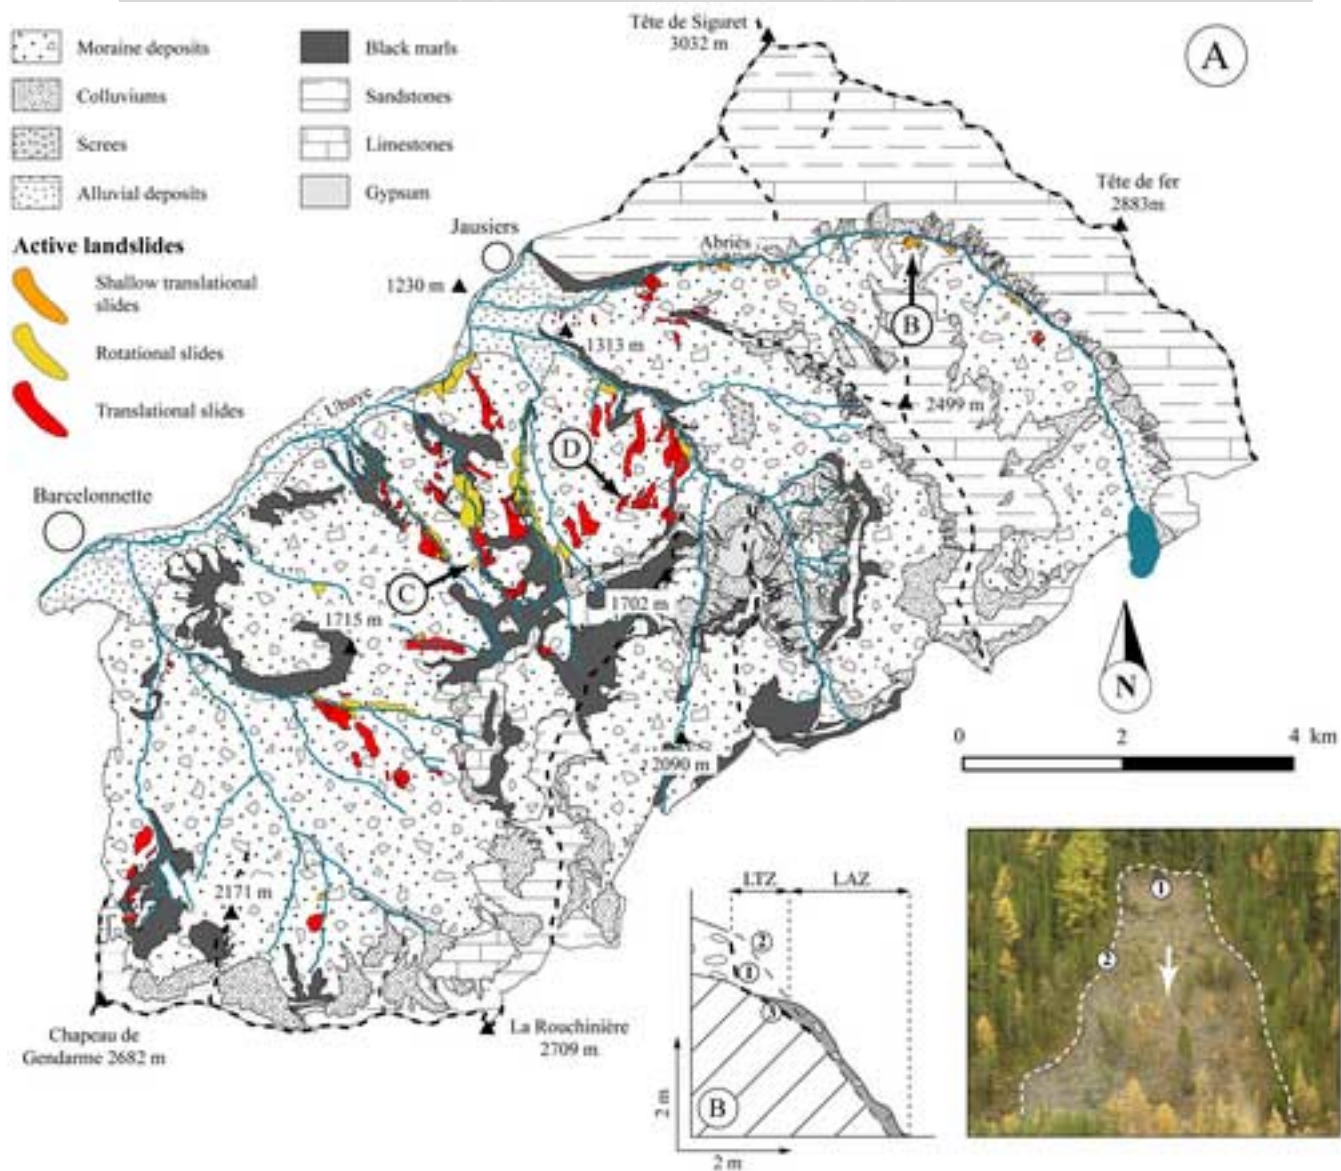 Moraine deposits
Colluviums
Screes
Alluvial deposits
Black marls
Sandstones
Limestones
Gypsum
Active landslides
Shallow translational
slides
Rotational slides
Translational slides
Tête de Siguret
3032 m
A
Tête de fer
2883m
Jausiers
1230 m
Abriès
B
1313 m
2499 m
Ubaye
D
Barcelonnette
C
1702 m
1715 m
N
2090 m
0 2 4 km
2171 m
Chapeau de
Gendarme 2682 m
La Rouchinière
2709 m
LTZ LAZ
2
1
3
B
2 m
2 m
1
2